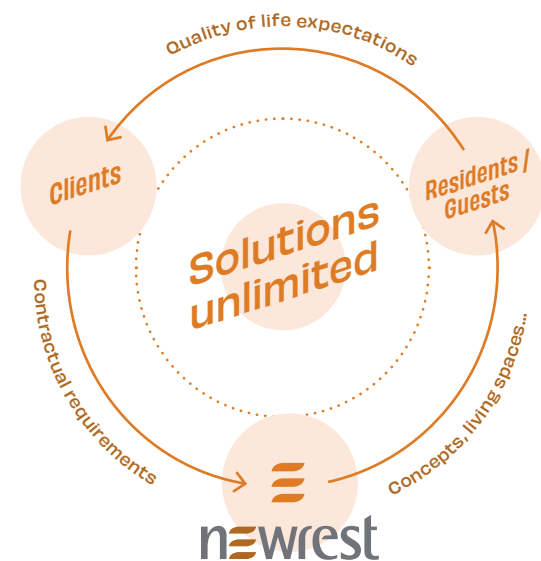 Quality of life expectations
Clients
Residents /
Guests
Solutions
unlimited
Contractual requirements
Concepts, living spaces...
newrest